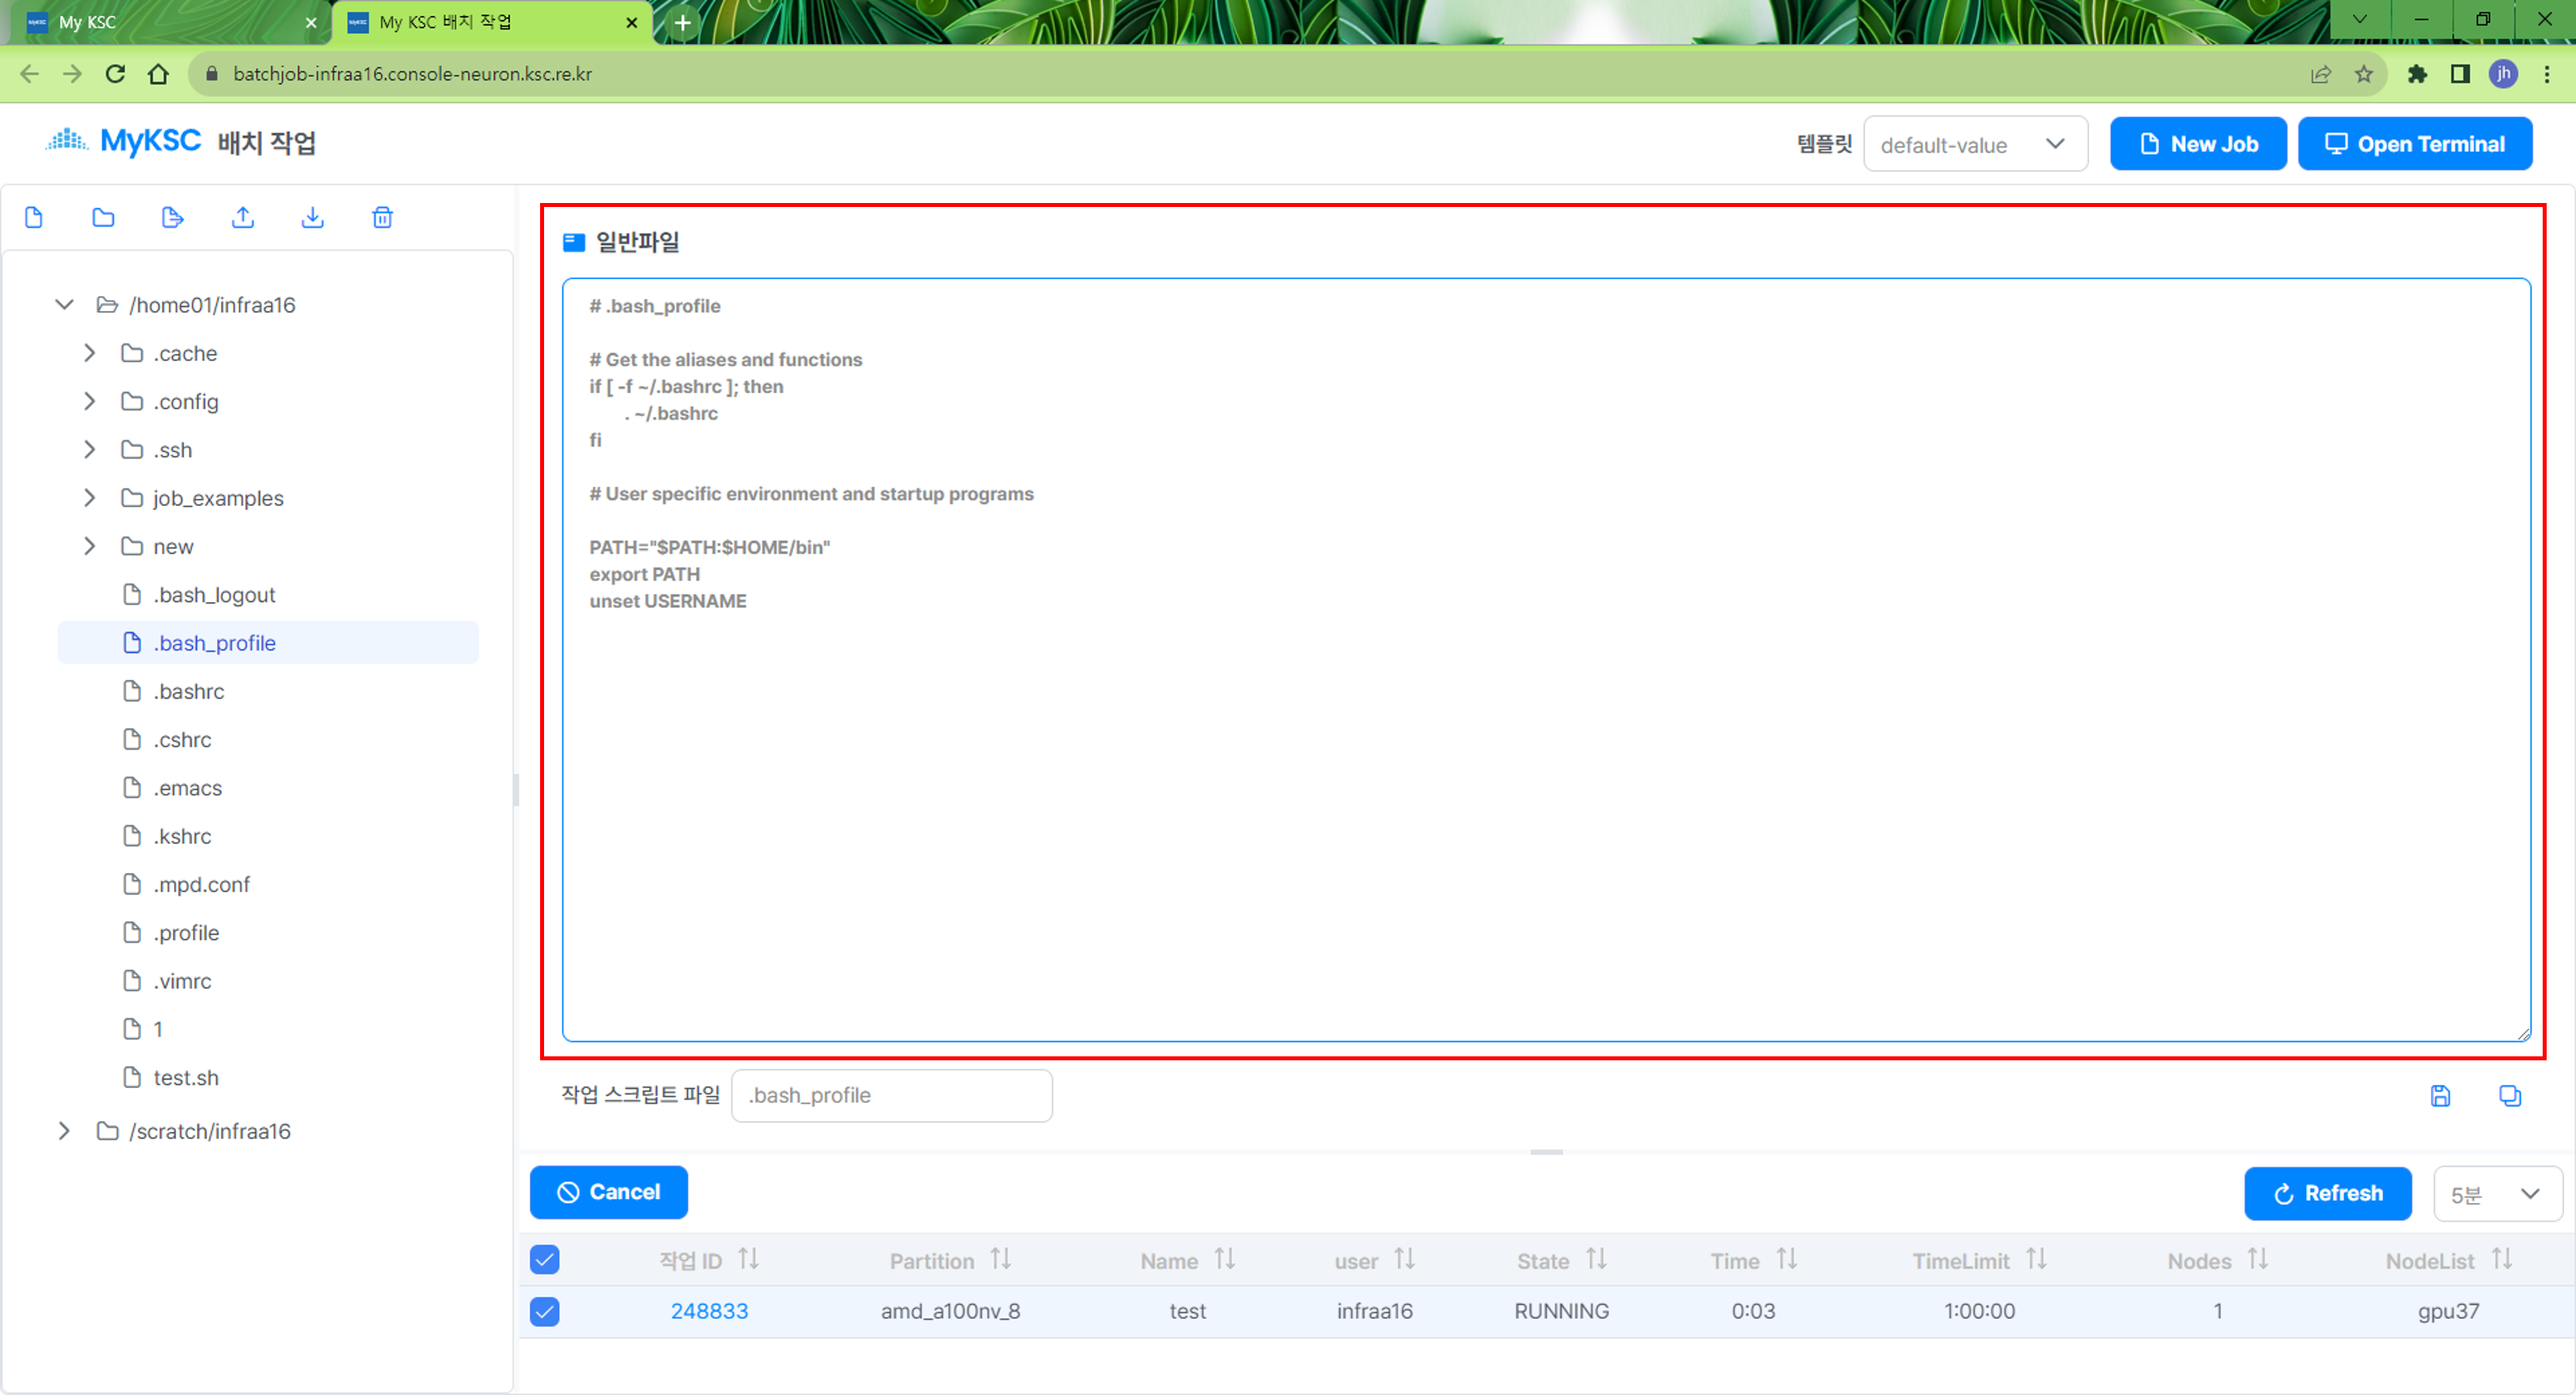 My KSC
My KSC 배치 작업
batchjob-infraa16.console-neuron.ksc.re.kr
jh
MyKSC 배치 작업
템플릿 default-value New Job Open Terminal
/home01/infraa16
.cache
.config
.ssh
job_examples
new
.bash_logout
.bash_profile
.bashrc
.cshrc
.emacs
.kshrc
.mpd.conf
.profile
.vimrc
1
test.sh
/scratch/infraa16
일반파일
# .bash_profile
# Get the aliases and functions
if [ -f ~/.bashrc ]; then
. ~/.bashrc
fi
# User specific environment and startup programs
PATH="$PATH:$HOME/bin"
export PATH
unset USERNAME
작업 스크립트 파일 .bash_profile
Cancel Refresh 5분
작업 ID Partition Name user State Time TimeLimit Nodes NodeList
248833 amd_a100nv_8 test infraa16 RUNNING 0:03 1:00:00 1 gpu37